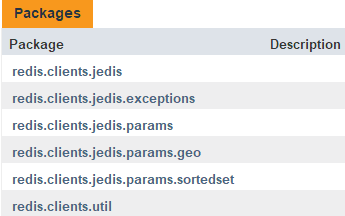 Packages
Package Description
redis.clients.jedis
redis.clients.jedis.exceptions
redis.clients.jedis.params
redis.clients.jedis.params.geo
redis.clients.jedis.params.sortedset
redis.clients.util